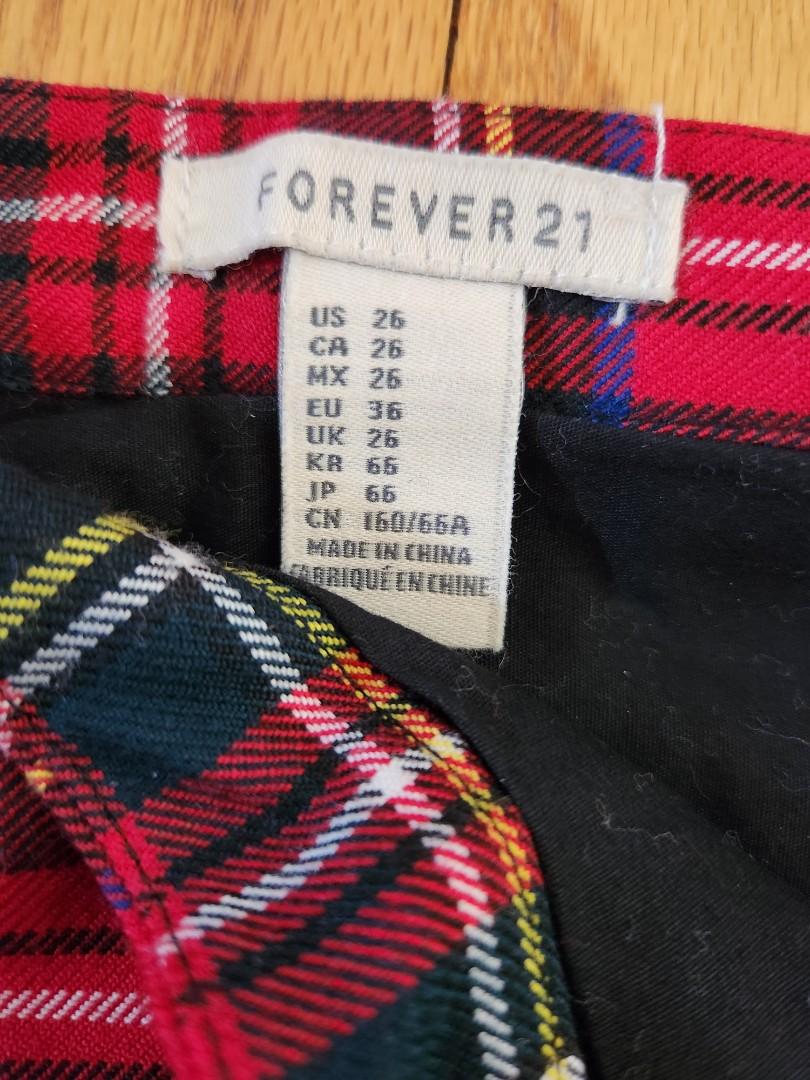 FOREVER 21
US 26
CA 26
MX 26
EU 36
UK 26
KR 66
JP 66
CN 160/66A
MADE IN CHINA
FABRIQUÉ EN CHINE